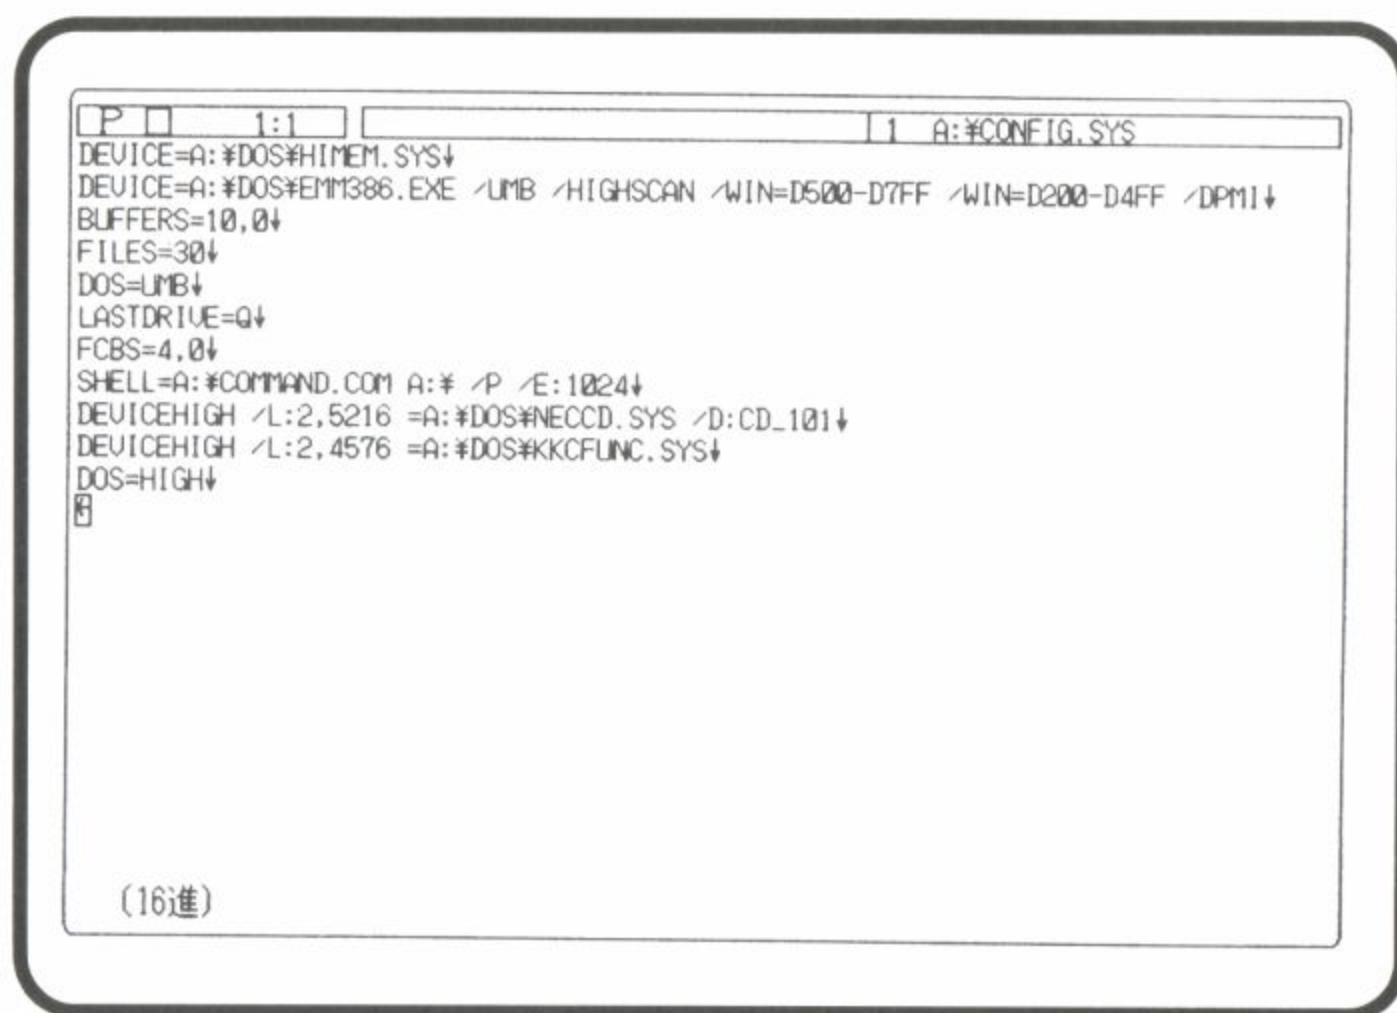 P □ 1:1 1 A:¥CONFIG.SYS
DEVICE=A:¥DOS¥HIMEM.SYS↓
DEVICE=A:¥DOS¥EMM386.EXE /UMB /HIGHSCAN /WIN=D500-D7FF /WIN=D200-D4FF /DPMI↓
BUFFERS=10,0↓
FILES=30↓
DOS=UMB↓
LASTDRIVE=Q↓
FCBS=4,0↓
SHELL=A:¥COMMAND.COM A:¥ /P /E:1024↓
DEVICEHIGH /L:2,5216 =A:¥DOS¥NECCD.SYS /D:CD_101↓
DEVICEHIGH /L:2,4576 =A:¥DOS¥KKCFUNC.SYS↓
DOS=HIGH↓
(16進)